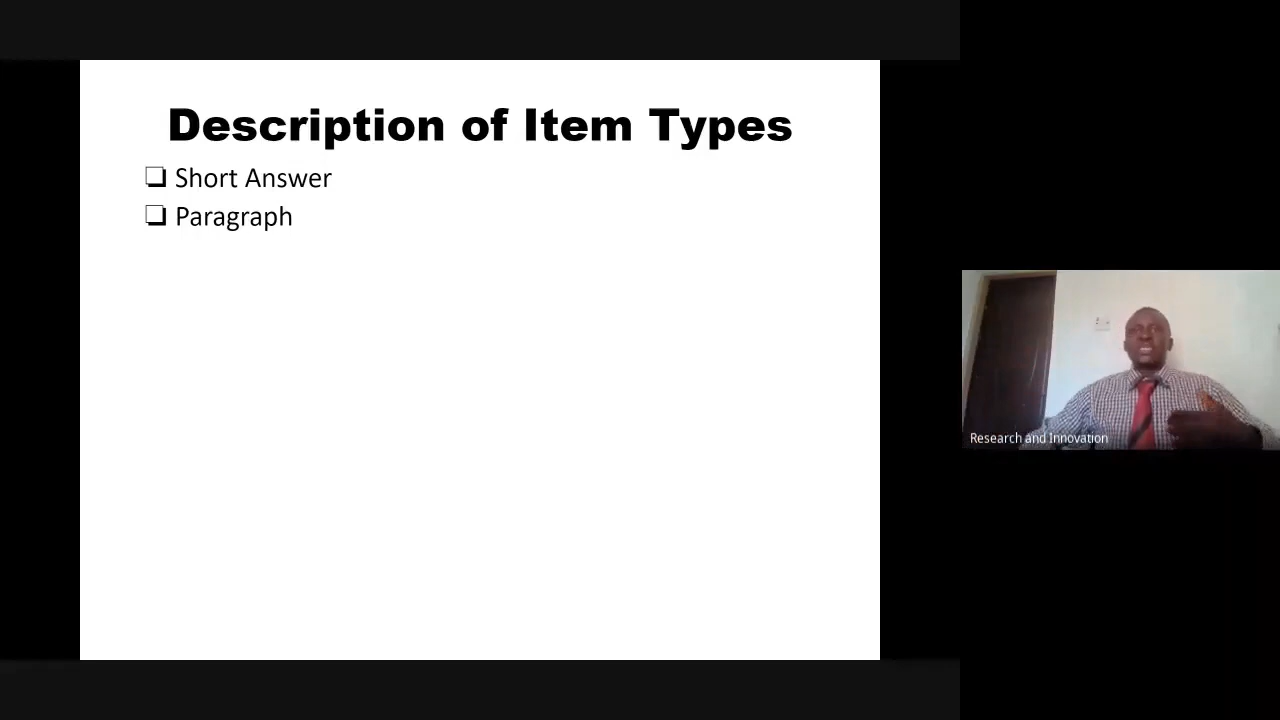 Description of Item Types
❑ Short Answer
❑ Paragraph
Research and Innovation